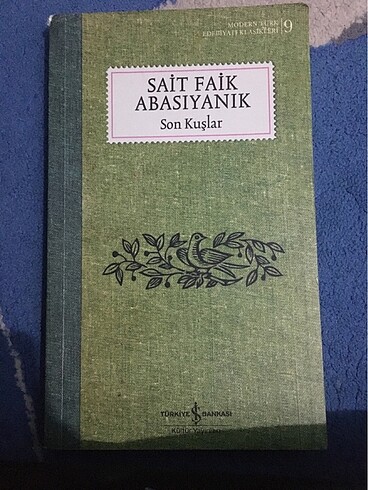 MODERN TÜRK
EDEBİYATI KLASİKLERİ | 9
SAİT FAİK
ABASIYANIK
Son Kuşlar
TÜRKİYE İŞ BANKASI
Kültür Yayınları